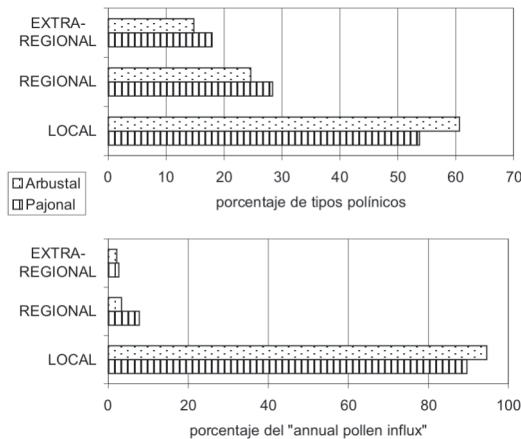 EXTRA-
REGIONAL
REGIONAL
LOCAL
0 10 20 30 40 50 60 70
porcentaje de tipos polínicos
Arbustal
Pajonal
EXTRA-
REGIONAL
REGIONAL
LOCAL
0 20 40 60 80 100
porcentaje del "annual pollen influx"